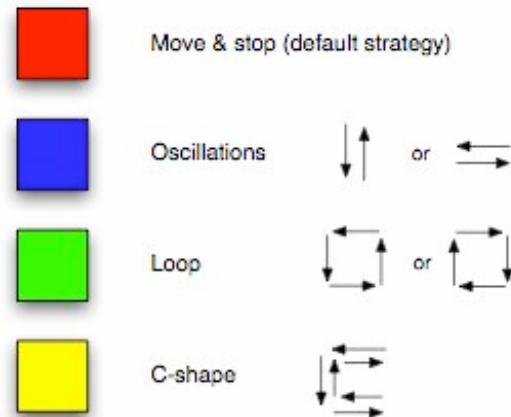 Move & stop (default strategy)
Oscillations or
Loop or
C-shape